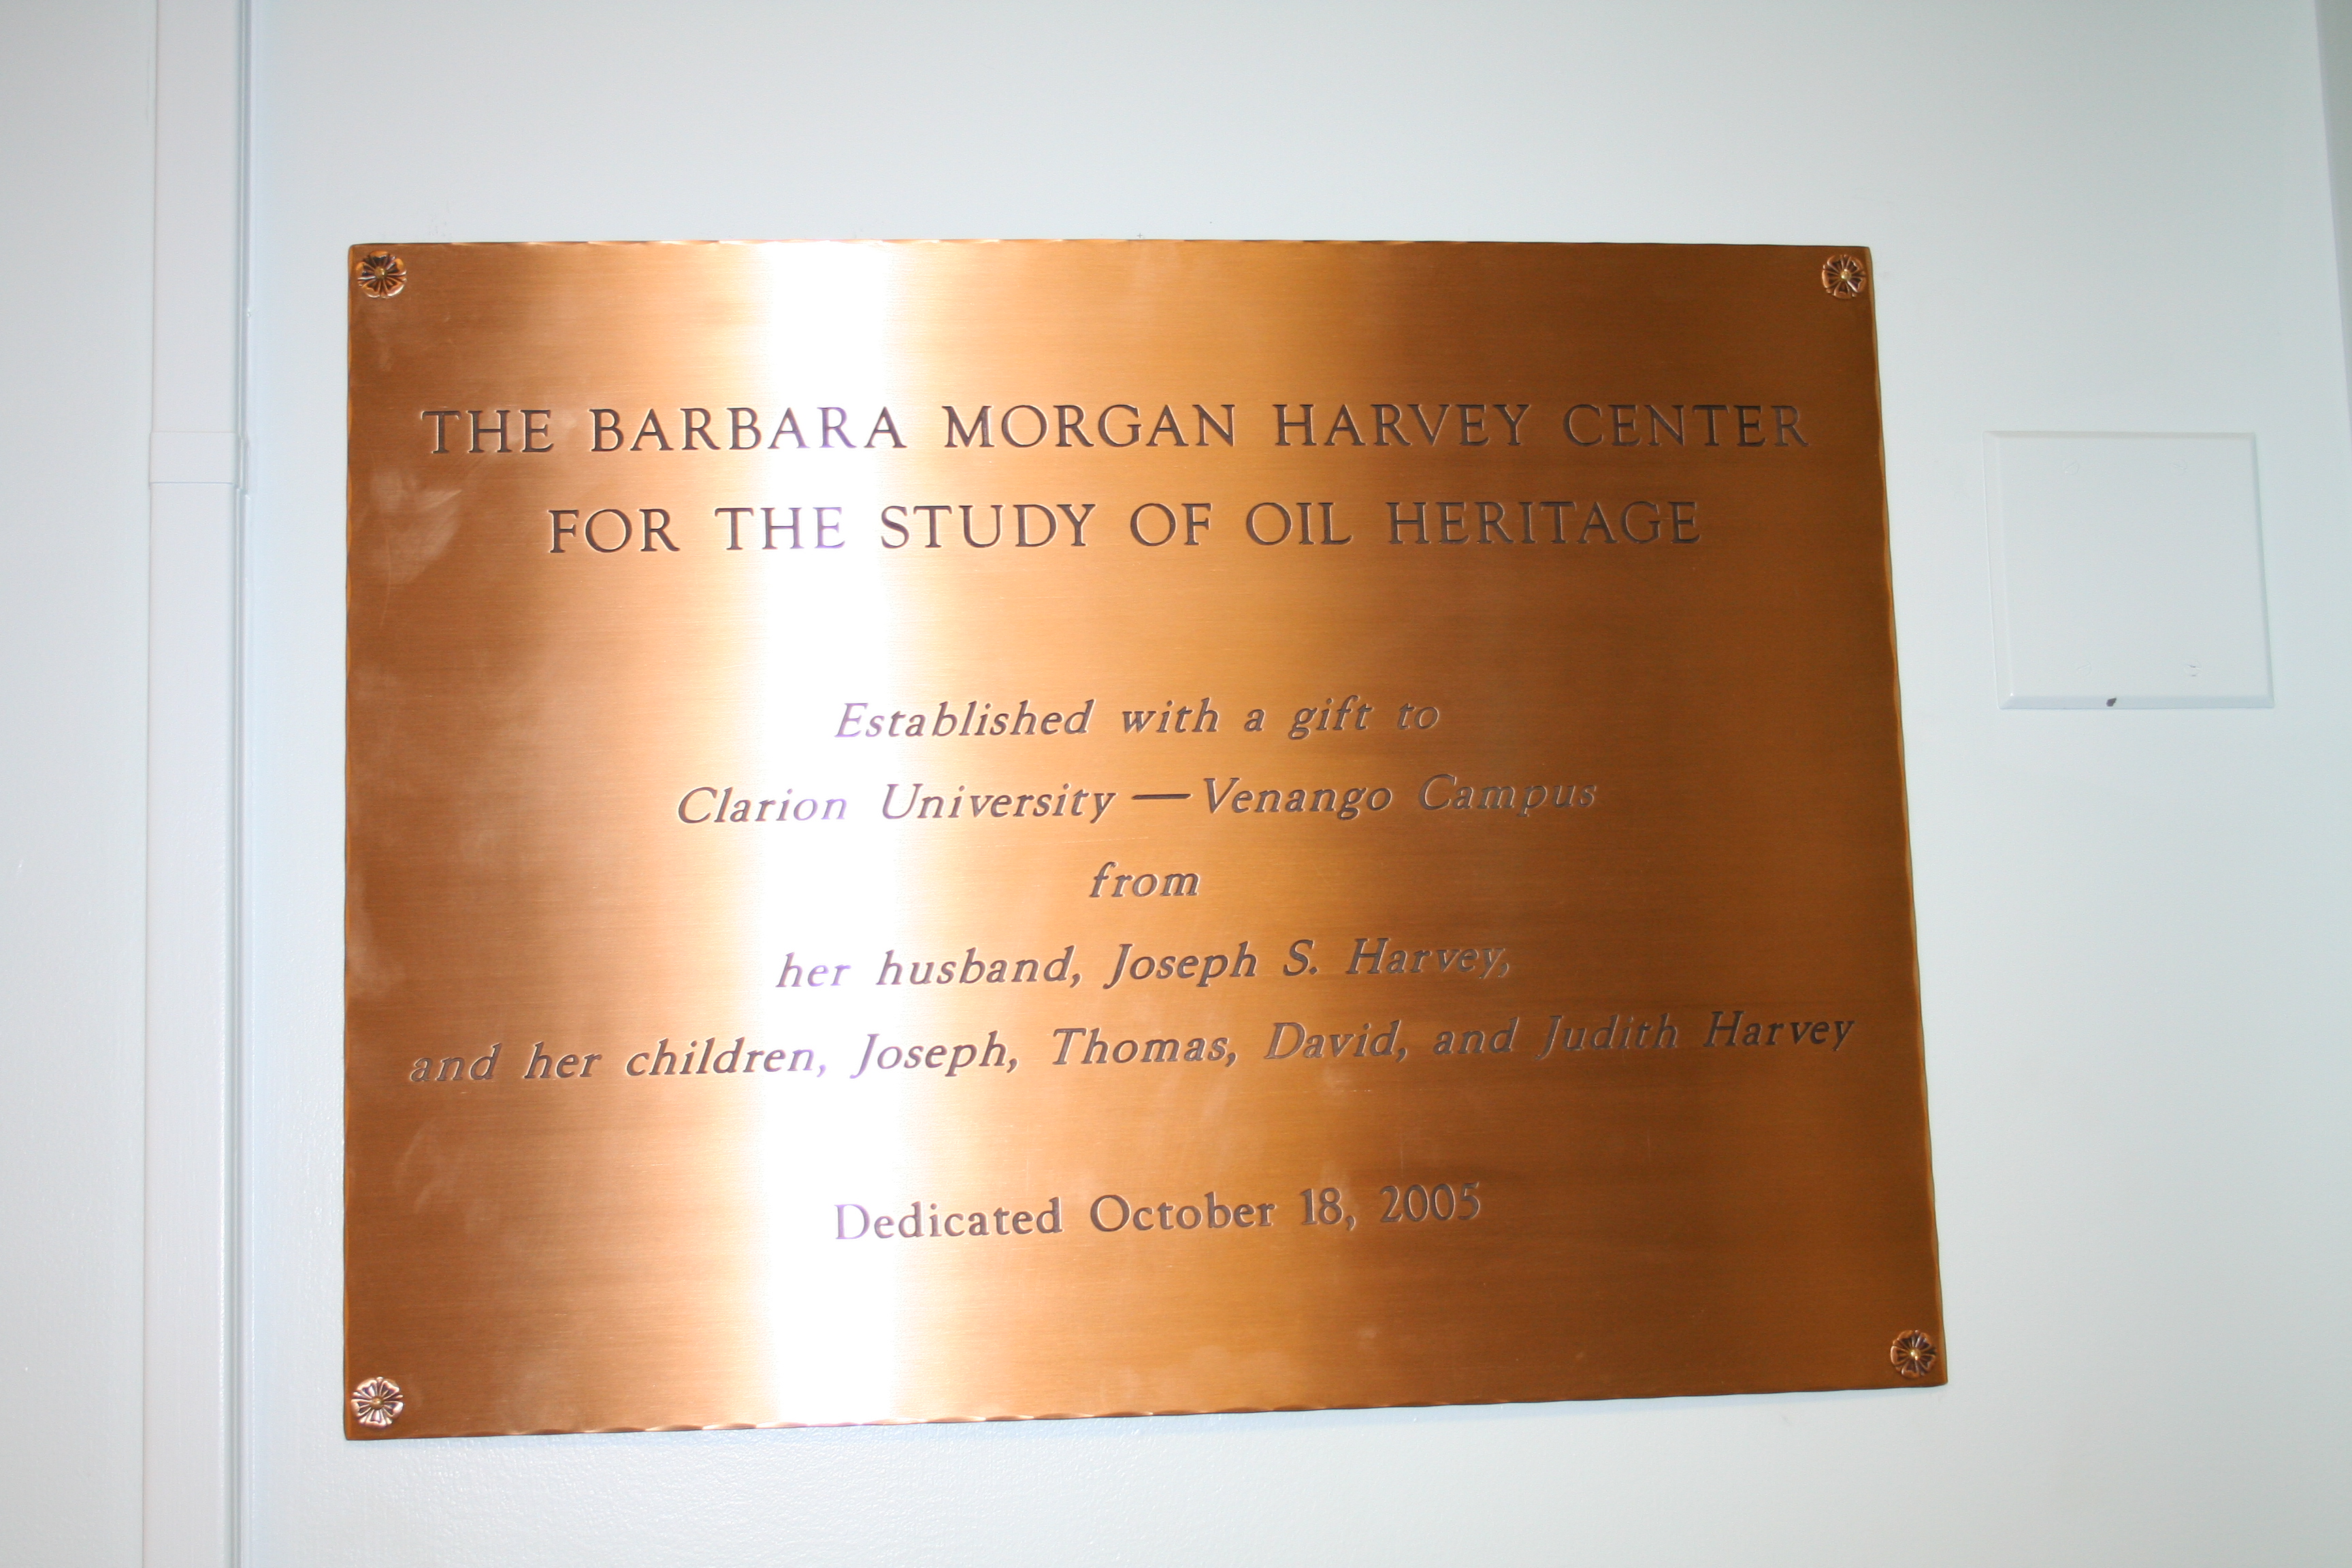 THE BARBARA MORGAN HARVEY CENTER
FOR THE STUDY OF OIL HERITAGE
Established with a gift to
Clarion University — Venango Campus
from
her husband, Joseph S. Harvey,
and her children, Joseph, Thomas, David, and Judith Harvey
Dedicated October 18, 2005